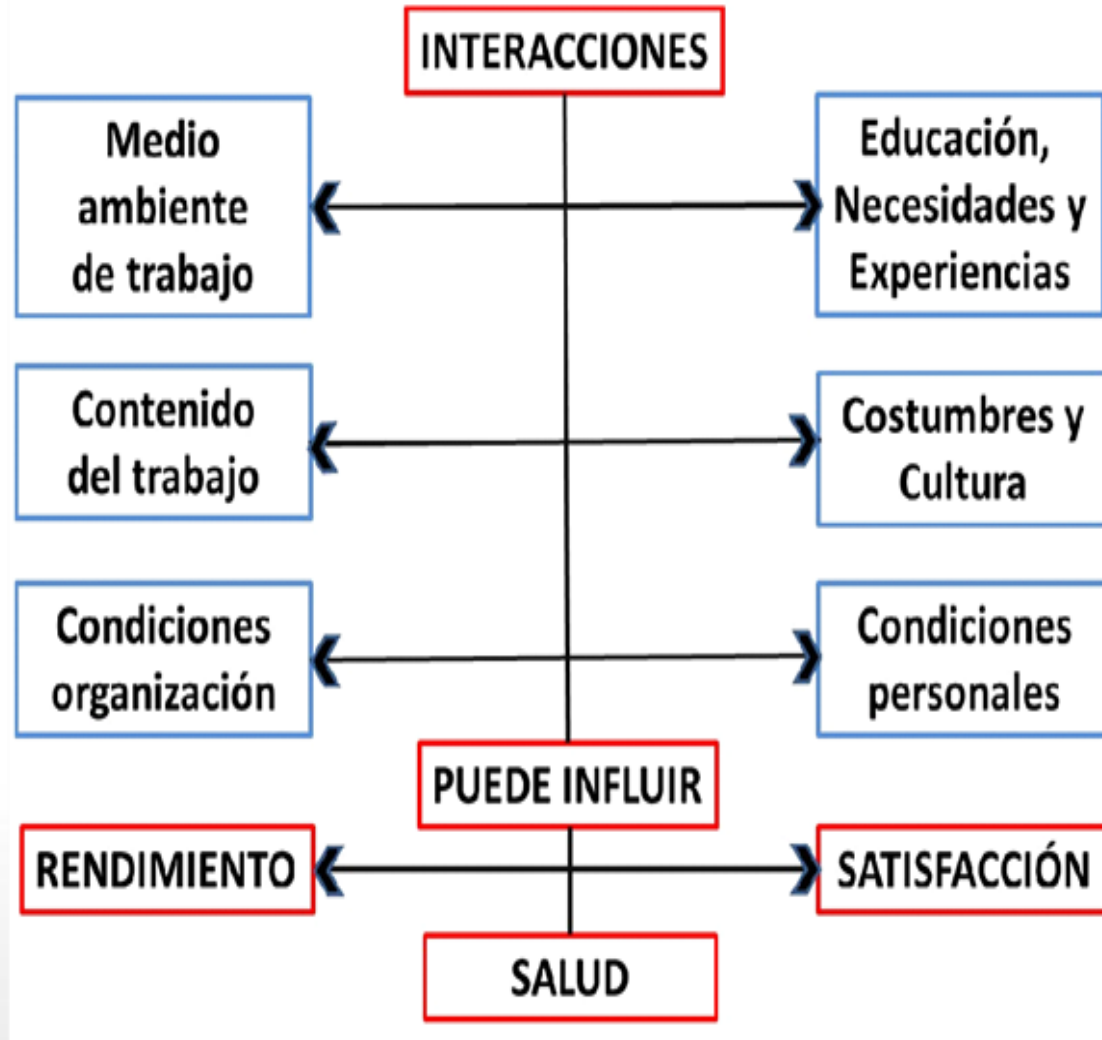 INTERACCIONES
Medio
ambiente
de trabajo
Educación,
Necesidades y
Experiencias
Contenido
del trabajo
Costumbres y
Cultura
Condiciones
organización
Condiciones
personales
PUEDE INFLUIR
RENDIMIENTO
SATISFACCIÓN
SALUD